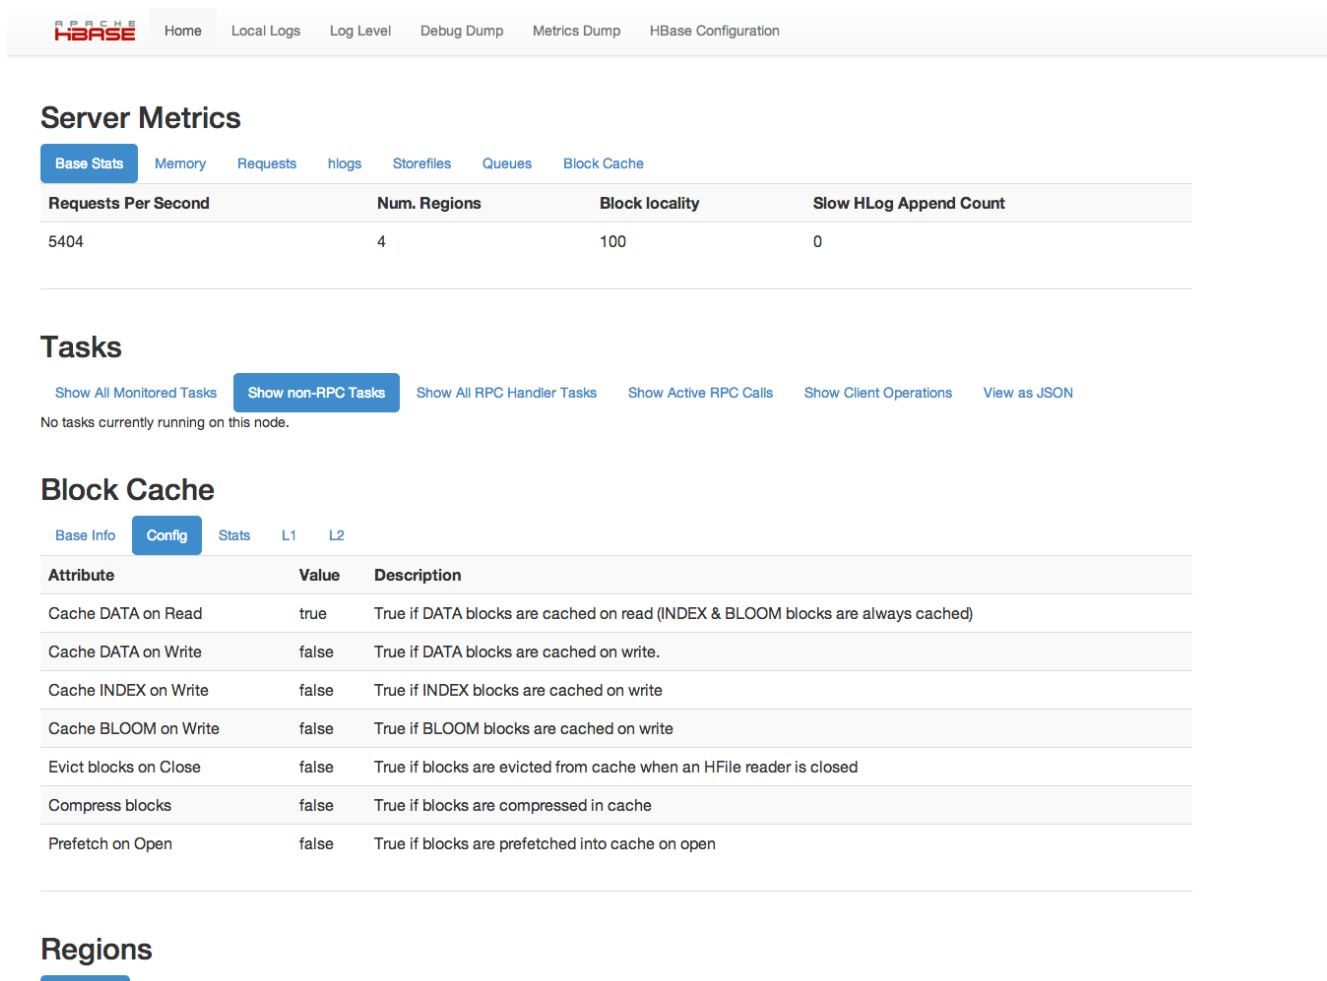 APACHE
HBASE Home Local Logs Log Level Debug Dump Metrics Dump HBase Configuration
Server Metrics
Base Stats Memory Requests hlogs Storefiles Queues Block Cache
Requests Per Second Num. Regions Block locality Slow HLog Append Count
5404 4 100 0
Tasks
Show All Monitored Tasks Show non-RPC Tasks Show All RPC Handler Tasks Show Active RPC Calls Show Client Operations View as JSON
No tasks currently running on this node.
Block Cache
Base Info Config Stats L1 L2
Attribute Value Description
Cache DATA on Read true True if DATA blocks are cached on read (INDEX & BLOOM blocks are always cached)
Cache DATA on Write false True if DATA blocks are cached on write.
Cache INDEX on Write false True if INDEX blocks are cached on write
Cache BLOOM on Write false True if BLOOM blocks are cached on write
Evict blocks on Close false True if blocks are evicted from cache when an HFile reader is closed
Compress blocks false True if blocks are compressed in cache
Prefetch on Open false True if blocks are prefetched into cache on open
Regions